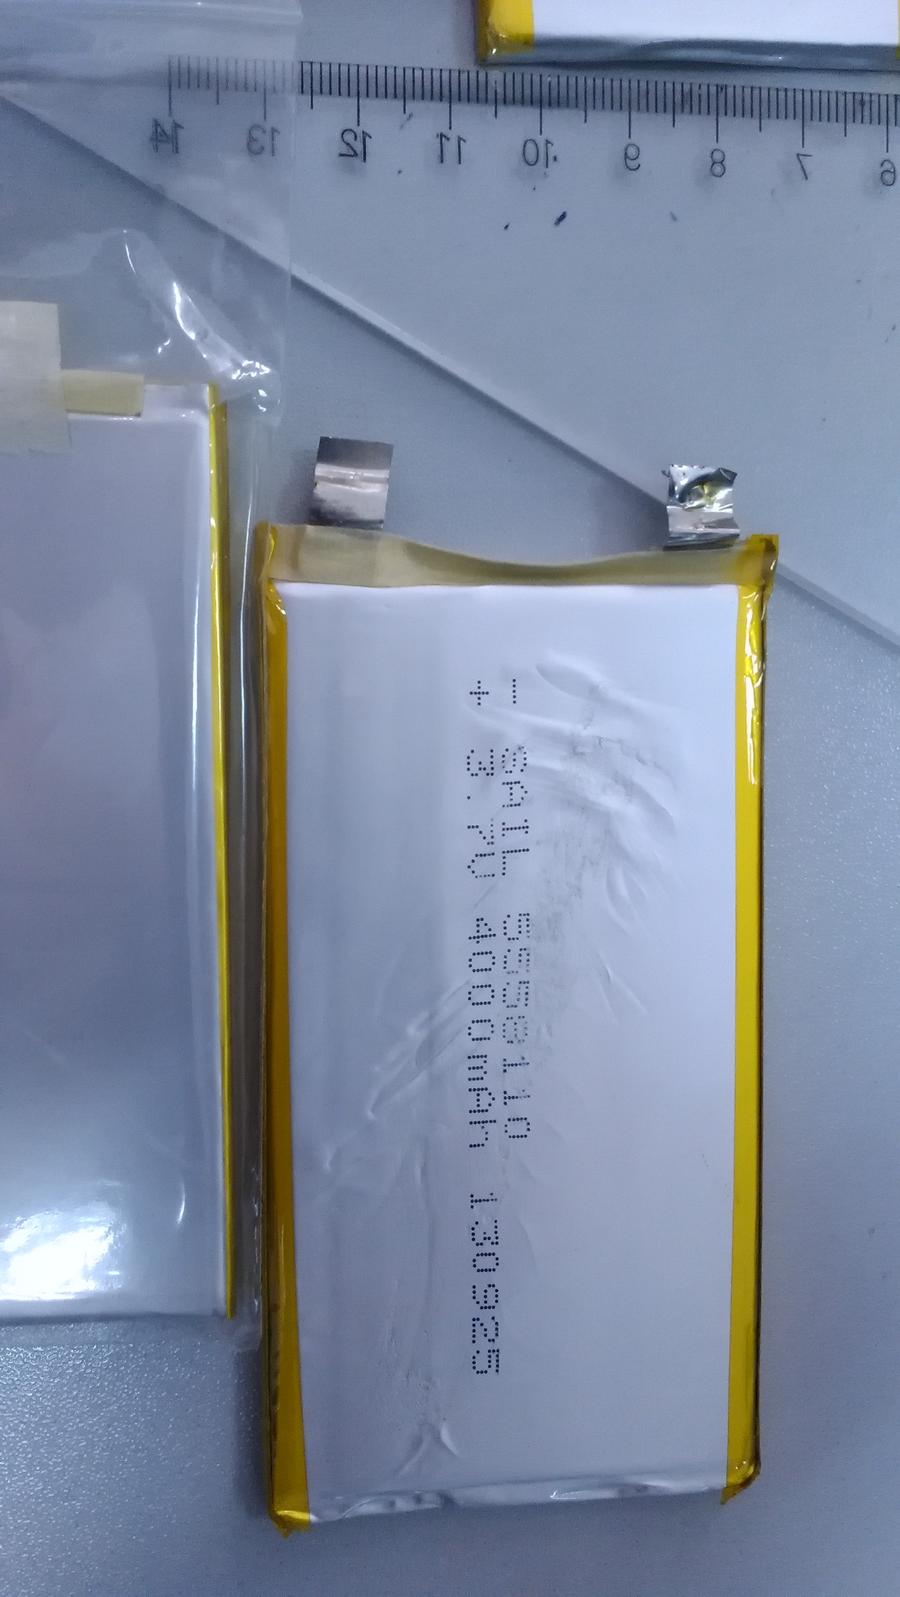 14 13 12 11 10 9 8 7 6
- SAIL 5558110
+ 3.7V 4000mAh 130925